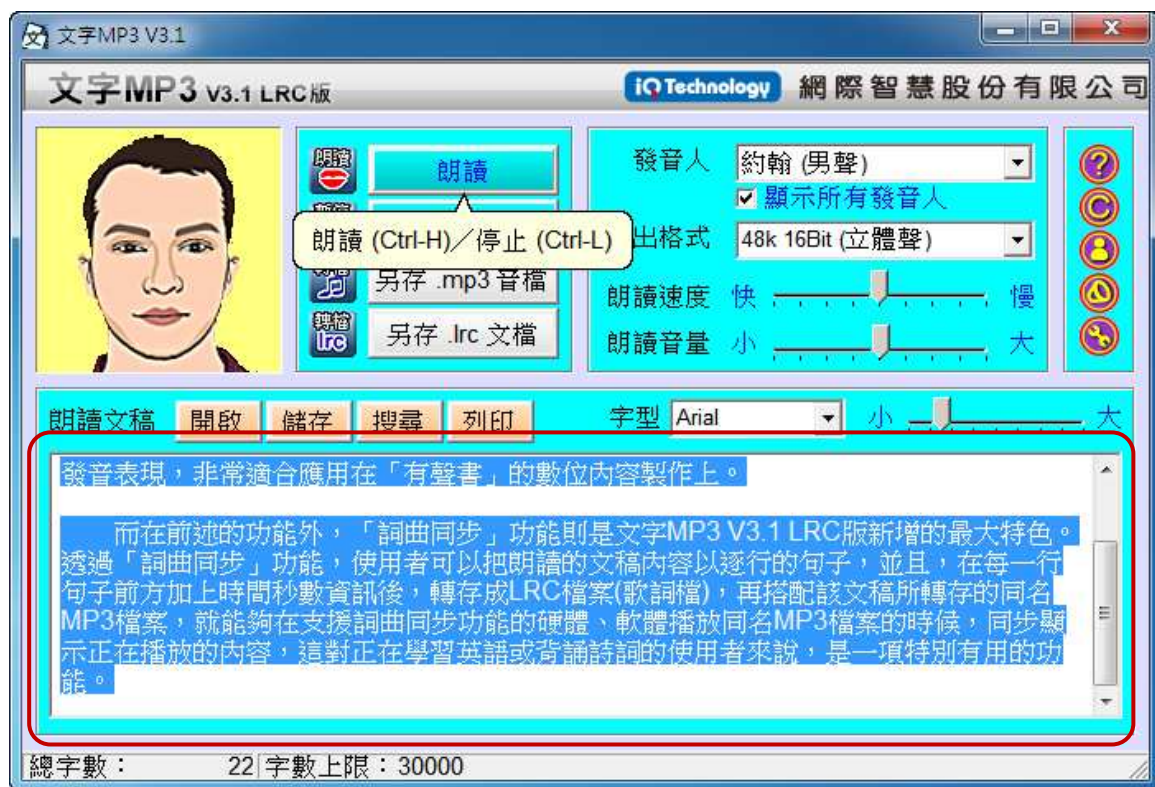 文字MP3 V3.1
文字MP3 V3.1 LRC版
iQ Technology 網際智慧股份有限公司
朗讀
朗讀
發音人 約翰 (男聲)
顯示所有發音人
朗讀 (Ctrl-H)／停止 (Ctrl-L)
出格式 48k 16Bit (立體聲)
另存 .mp3 音檔
朗讀速度 快 慢
轉檔
lrc
另存 .lrc 文檔
朗讀音量 小 大
朗讀文稿 開啟 儲存 搜尋 列印 字型 Arial 小 大
發音表現，非常適合應用在「有聲書」的數位內容製作上。
而在前述的功能外，「詞曲同步」功能則是文字MP3 V3.1 LRC版新增的最大特色。
透過「詞曲同步」功能，使用者可以把朗讀的文稿內容以逐行的句子，並且，在每一行
句子前方加上時間秒數資訊後，轉存成LRC檔案(歌詞檔)，再搭配該文稿所轉存的同名
MP3檔案，就能夠在支援詞曲同步功能的硬體、軟體播放同名MP3檔案的時候，同步顯
示正在播放的內容，這對正在學習英語或背誦詩詞的使用者來說，是一項特別有用的功
能。
總字數： 22 字數上限：30000